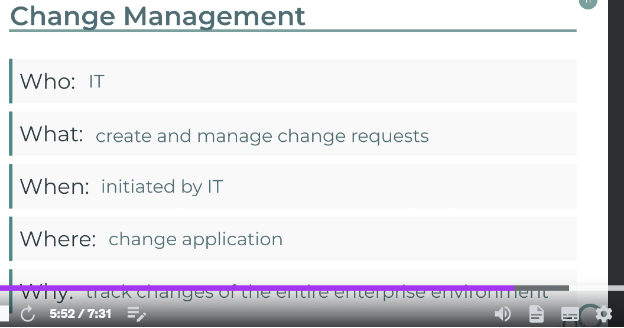 Change Management
Who: IT
What: create and manage change requests
When: initiated by IT
Where: change application
Why: track changes of the entire enterprise environment
5:52 / 7:31